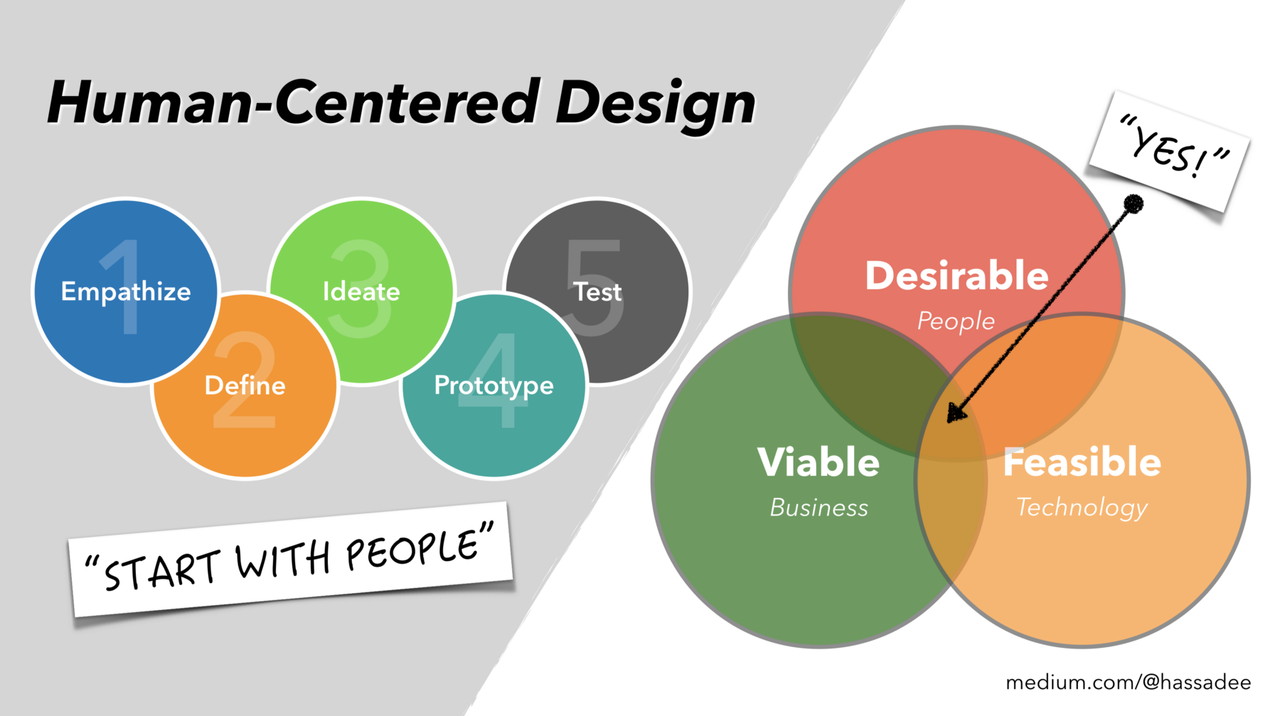 Human-Centered Design
1
Empathize
2
Define
3
Ideate
4
Prototype
5
Test
“START WITH PEOPLE”
“YES!”
Desirable
People
Viable
Business
Feasible
Technology
medium.com/@hassadee